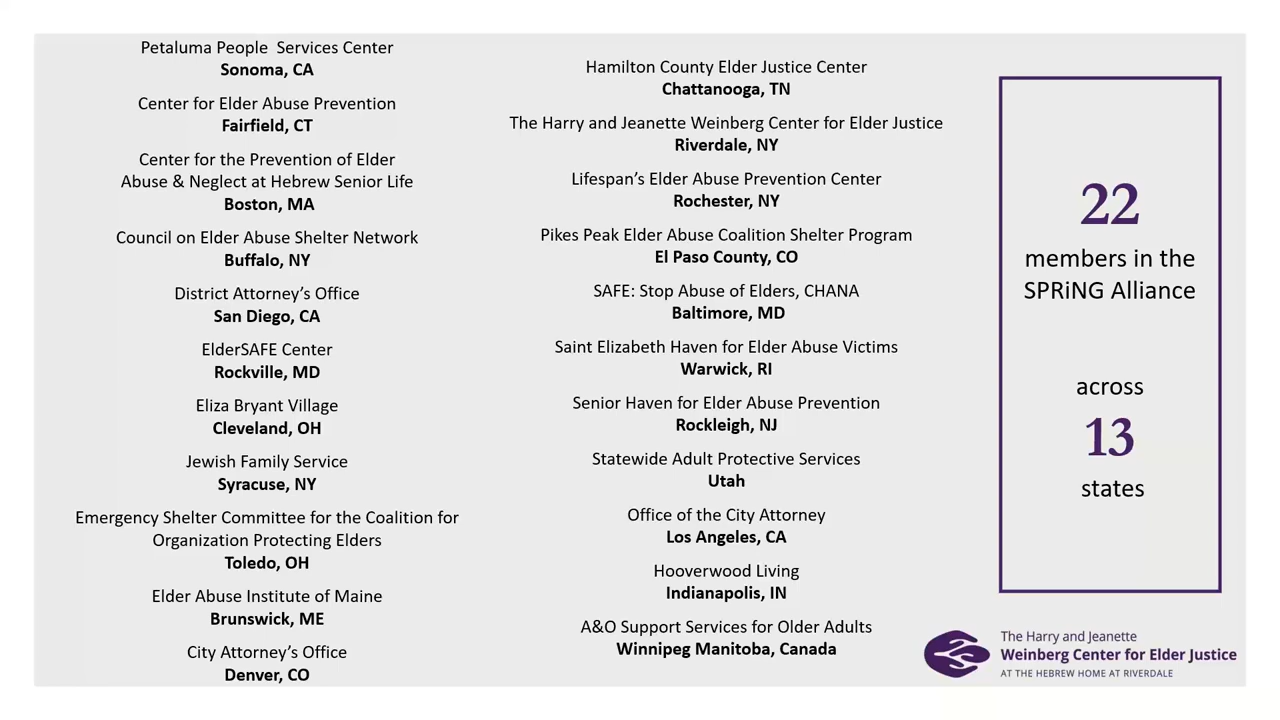 Petaluma People  Services Center
Sonoma, CA
Center for Elder Abuse Prevention
Fairfield, CT
Center for the Prevention of Elder
Abuse & Neglect at Hebrew Senior Life
Boston, MA
Council on Elder Abuse Shelter Network
Buffalo, NY
District Attorney’s Office
San Diego, CA
ElderSAFE Center
Rockville, MD
Eliza Bryant Village
Cleveland, OH
Jewish Family Service
Syracuse, NY
Emergency Shelter Committee for the Coalition for
Organization Protecting Elders
Toledo, OH
Elder Abuse Institute of Maine
Brunswick, ME
City Attorney’s Office
Denver, CO
Hamilton County Elder Justice Center
Chattanooga, TN
The Harry and Jeanette Weinberg Center for Elder Justice
Riverdale, NY
Lifespan’s Elder Abuse Prevention Center
Rochester, NY
Pikes Peak Elder Abuse Coalition Shelter Program
El Paso County, CO
SAFE: Stop Abuse of Elders, CHANA
Baltimore, MD
Saint Elizabeth Haven for Elder Abuse Victims
Warwick, RI
Senior Haven for Elder Abuse Prevention
Rockleigh, NJ
Statewide Adult Protective Services
Utah
Office of the City Attorney
Los Angeles, CA
Hooverwood Living
Indianapolis, IN
A&O Support Services for Older Adults
Winnipeg Manitoba, Canada
22
members in the
SPRiNG Alliance
across
13
states
The Harry and Jeanette
Weinberg Center for Elder Justice
AT THE HEBREW HOME AT RIVERDALE